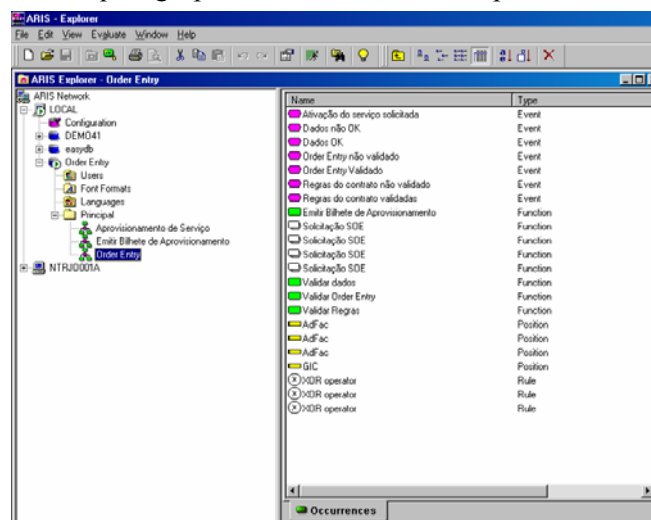 ARIS - Explorer
File Edit View Evaluate Window Help
ARIS Explorer - Order Entry
ARIS Network
LOCAL
Configuration
DEMO41
easydb
Order Entry
Users
Font Formats
Languages
Principal
Aprovisionamento de Serviço
Emitir Bilhete de Aprovisionamento
Order Entry
NTRJO001A
Name Type
Ativação do serviço solicitada Event
Dados não OK Event
Dados OK Event
Order Entry não validado Event
Order Entry Validado Event
Regras do contrato não validado Event
Regras do contrato validadas Event
Emitir Bilhete de Aprovisionamento Function
Solicitação SOE Function
Solicitação SOE Function
Solicitação SOE Function
Solicitação SOE Function
Validar dados Function
Validar Order Entry Function
Validar Regras Function
AdFac Position
AdFac Position
AdFac Position
GIC Position
XOR operator Rule
XOR operator Rule
XOR operator Rule
Occurrences